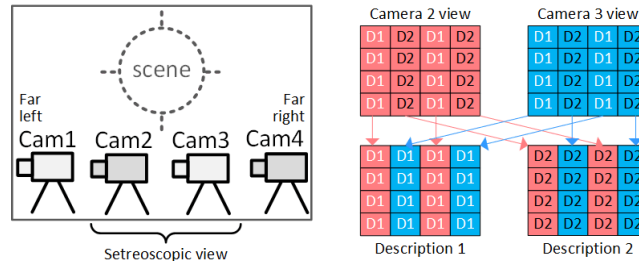 scene
Far
left
Far
right
Cam1 Cam2 Cam3 Cam4
Setreoscopic view
Camera 2 view
D1 D2 D1 D2
D1 D2 D1 D2
D1 D2 D1 D2
D1 D2 D1 D2
Camera 3 view
D1 D2 D1 D2
D1 D2 D1 D2
D1 D2 D1 D2
D1 D2 D1 D2
D1 D1 D1 D1
D1 D1 D1 D1
D1 D1 D1 D1
D1 D1 D1 D1
Description 1
D2 D2 D2 D2
D2 D2 D2 D2
D2 D2 D2 D2
D2 D2 D2 D2
Description 2